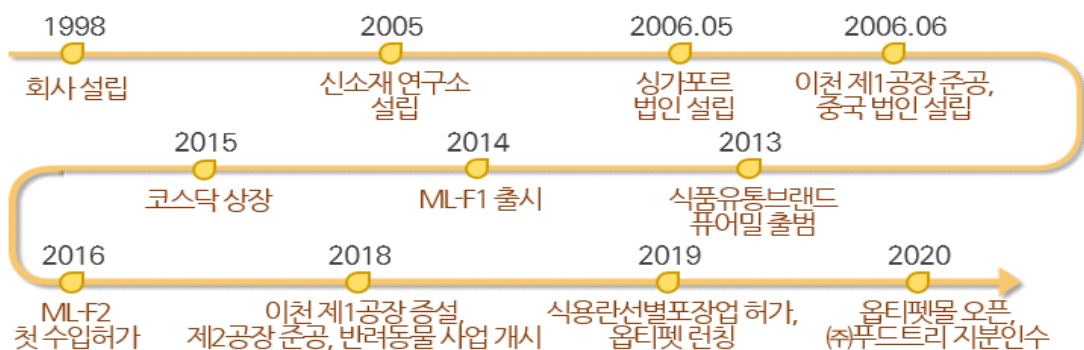 1998
회사 설립
2005
신소재 연구소
설립
2006.05
싱가포르
법인 설립
2006.06
이천 제1공장 준공,
중국 법인 설립
2013
식품유통브랜드
퓨어밀 출범
2014
ML-F1 출시
2015
코스닥 상장
2016
ML-F2
첫 수입허가
2018
이천 제1공장 증설,
제2공장 준공, 반려동물 사업 개시
2019
식용란선별포장업 허가,
옵티펫 런칭
2020
옵티펫몰 오픈,
㈜푸드트리 지분인수